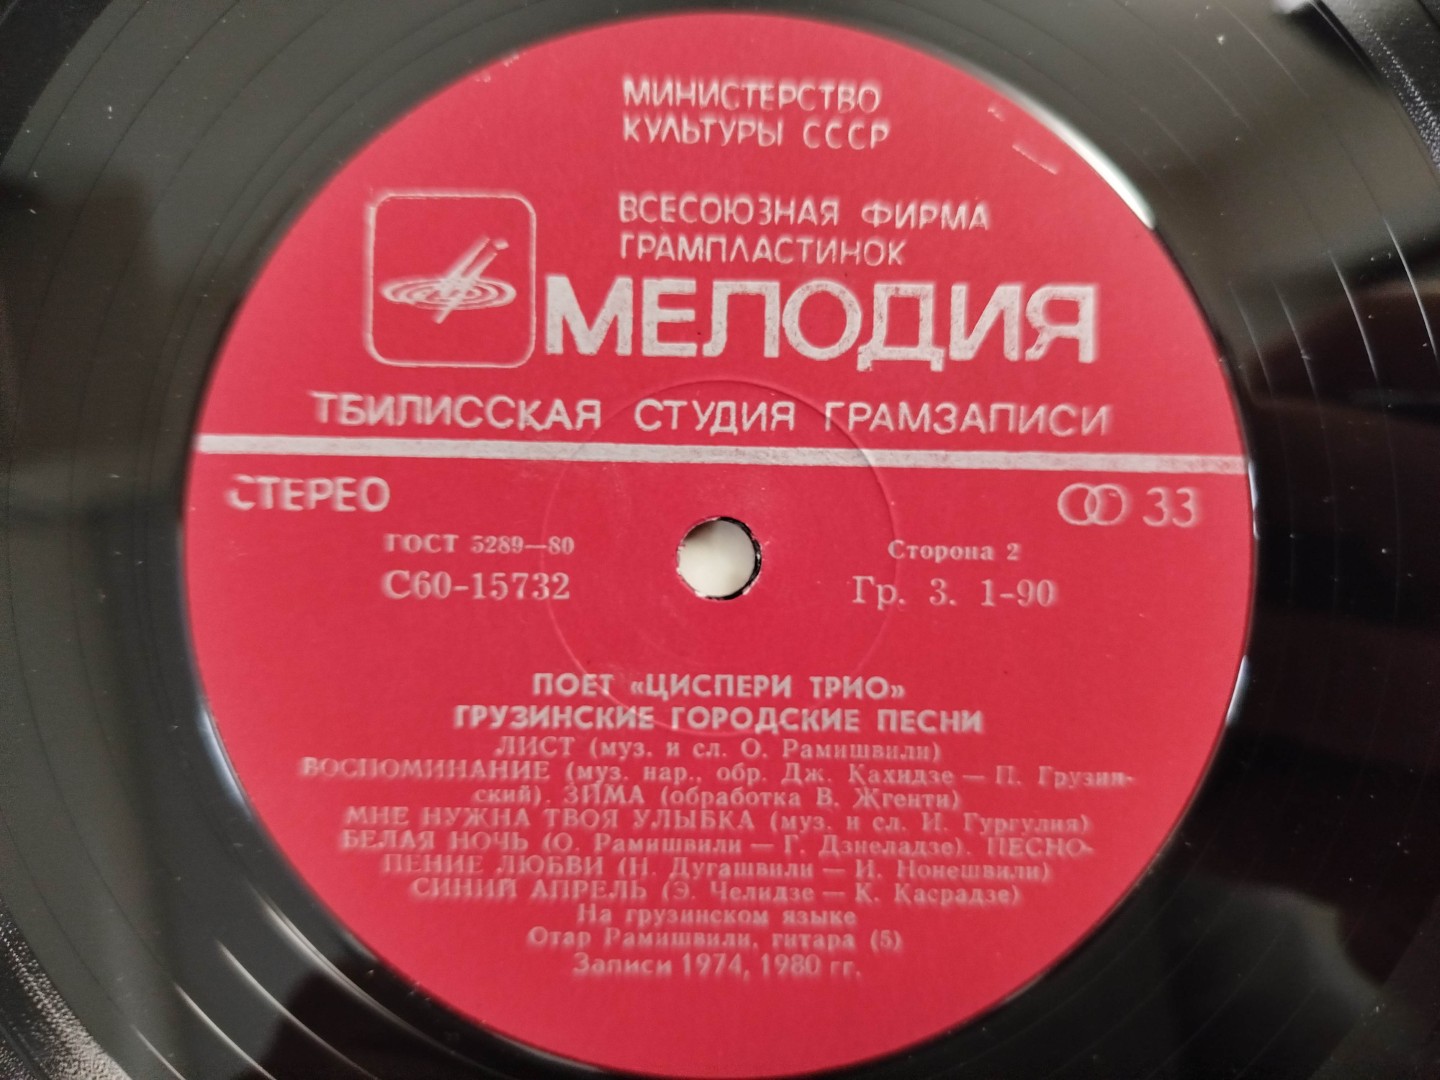 МИНИСТЕРСТВО
КУЛЬТУРЫ СССР
ВСЕСОЮЗНАЯ ФИРМА
ГРАМПЛАСТИНОК
МЕЛОДИЯ
ТБИЛИССКАЯ СТУДИЯ ГРАМЗАПИСИ
СТЕРЕО
33
ГОСТ 5289—80
Сторона 2
С60-15732
Гр. 3. 1-90
ПОЕТ «ЦИСПЕРИ ТРИО»
ГРУЗИНСКИЕ ГОРОДСКИЕ ПЕСНИ
ЛИСТ (муз. и сл. О. Рамишвили)
ВОСПОМИНАНИЕ (муз. нар., обр. Дж. Кахидзе — П. Грузин-
ский). ЗИМА (обработка В. Жгенти)
МНЕ НУЖНА ТВОЯ УЛЫБКА (муз. и сл. И. Гургулия)
БЕЛАЯ НОЧЬ (О. Рамишвили — Г. Дзнеладзе). ПЕСНО-
ПЕНИЕ ЛЮБВИ (Н. Дугашвили — И. Нонешвили)
СИНИЙ АПРЕЛЬ (Э. Челидзе — К. Касрадзе)
На грузинском языке
Отар Рамишвили, гитара (5)
Записи 1974, 1980 гг.